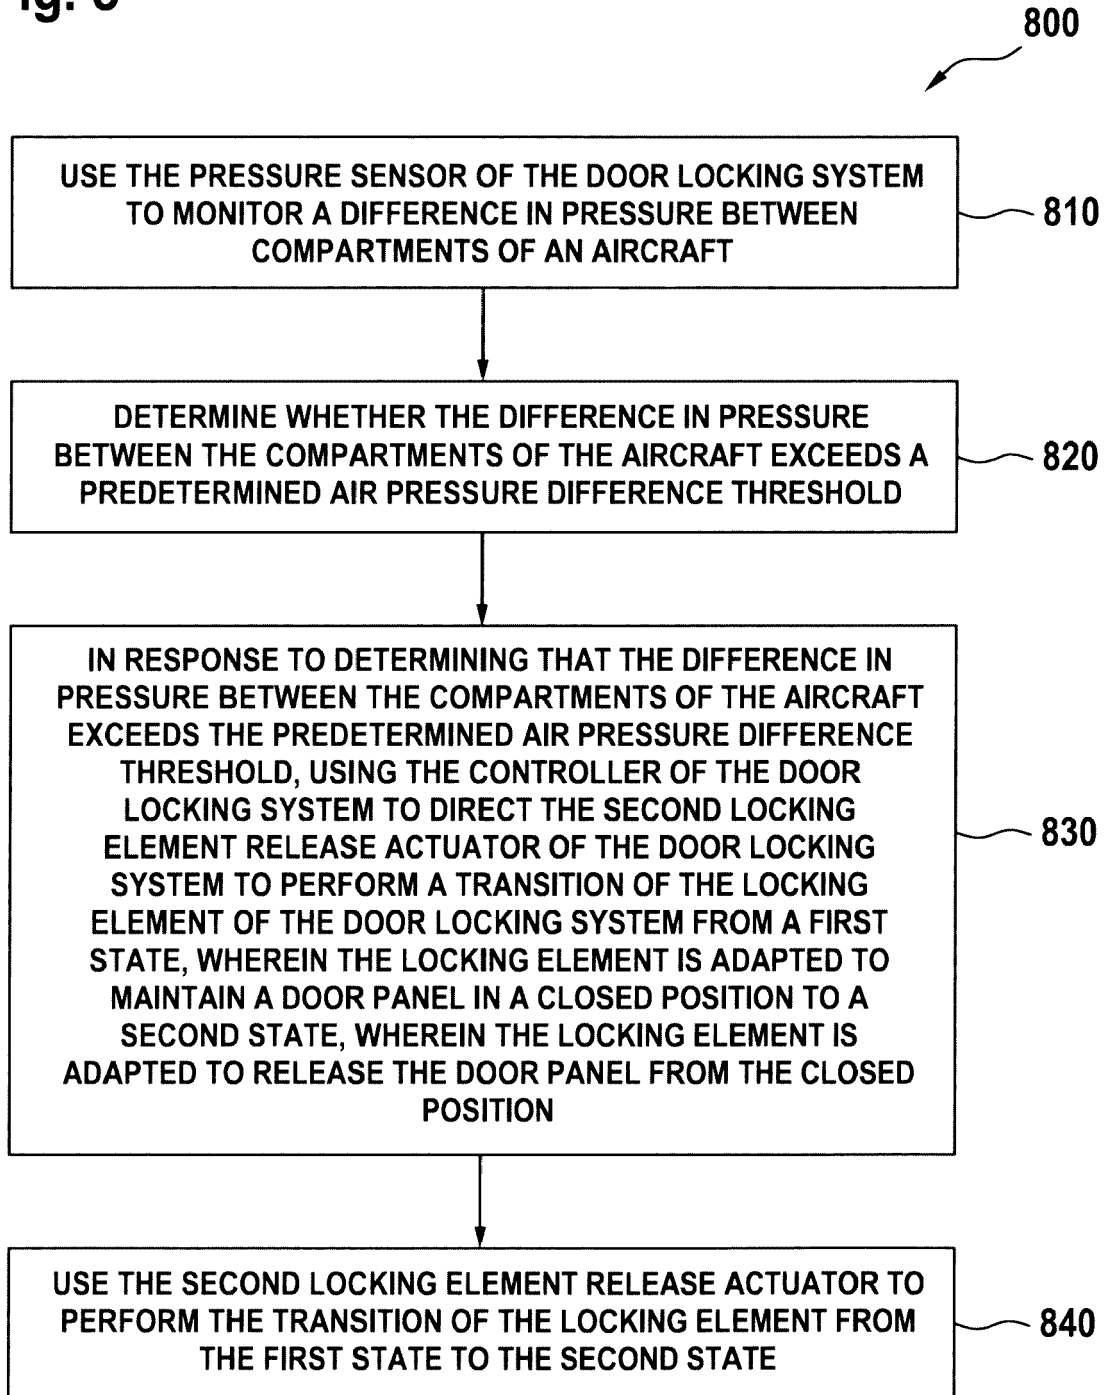 800
USE THE PRESSURE SENSOR OF THE DOOR LOCKING SYSTEM
TO MONITOR A DIFFERENCE IN PRESSURE BETWEEN
COMPARTMENTS OF AN AIRCRAFT
810
DETERMINE WHETHER THE DIFFERENCE IN PRESSURE
BETWEEN THE COMPARTMENTS OF THE AIRCRAFT EXCEEDS A
PREDETERMINED AIR PRESSURE DIFFERENCE THRESHOLD
820
IN RESPONSE TO DETERMINING THAT THE DIFFERENCE IN
PRESSURE BETWEEN THE COMPARTMENTS OF THE AIRCRAFT
EXCEEDS THE PREDETERMINED AIR PRESSURE DIFFERENCE
THRESHOLD, USING THE CONTROLLER OF THE DOOR
LOCKING SYSTEM TO DIRECT THE SECOND LOCKING
ELEMENT RELEASE ACTUATOR OF THE DOOR LOCKING
SYSTEM TO PERFORM A TRANSITION OF THE LOCKING
ELEMENT OF THE DOOR LOCKING SYSTEM FROM A FIRST
STATE, WHEREIN THE LOCKING ELEMENT IS ADAPTED TO
MAINTAIN A DOOR PANEL IN A CLOSED POSITION TO A
SECOND STATE, WHEREIN THE LOCKING ELEMENT IS
ADAPTED TO RELEASE THE DOOR PANEL FROM THE CLOSED
POSITION
830
USE THE SECOND LOCKING ELEMENT RELEASE ACTUATOR TO
PERFORM THE TRANSITION OF THE LOCKING ELEMENT FROM
THE FIRST STATE TO THE SECOND STATE
840